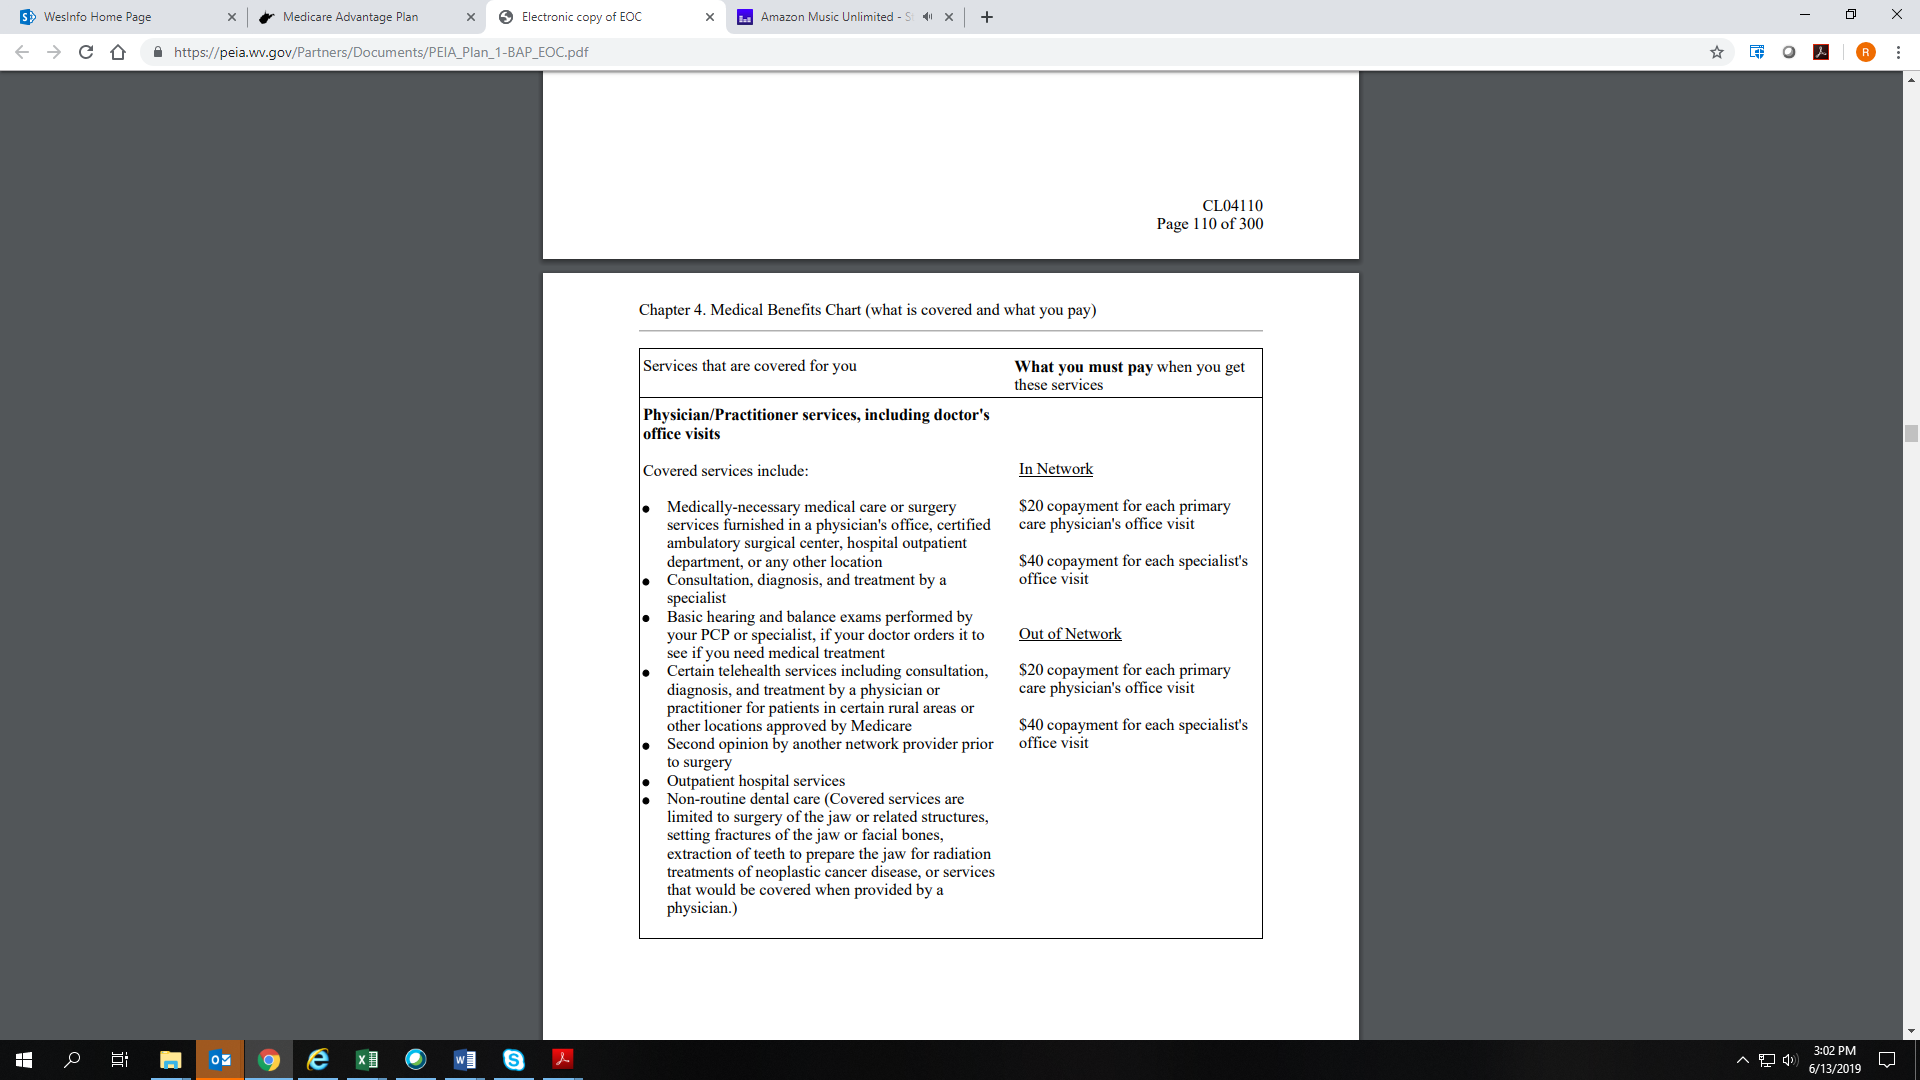 WesInfo Home Page
Medicare Advantage Plan
Electronic copy of EOC
Amazon Music Unlimited - S
https://peia.wv.gov/Partners/Documents/PEIA_Plan_1-BAP_EOC.pdf
R
CL04110
Page 110 of 300
Chapter 4. Medical Benefits Chart (what is covered and what you pay)
Services that are covered for you
What you must pay when you get
these services
Physician/Practitioner services, including doctor's
office visits
Covered services include:
● Medically-necessary medical care or surgery
services furnished in a physician's office, certified
ambulatory surgical center, hospital outpatient
department, or any other location
● Consultation, diagnosis, and treatment by a
specialist
● Basic hearing and balance exams performed by
your PCP or specialist, if your doctor orders it to
see if you need medical treatment
● Certain telehealth services including consultation,
diagnosis, and treatment by a physician or
practitioner for patients in certain rural areas or
other locations approved by Medicare
● Second opinion by another network provider prior
to surgery
● Outpatient hospital services
● Non-routine dental care (Covered services are
limited to surgery of the jaw or related structures,
setting fractures of the jaw or facial bones,
extraction of teeth to prepare the jaw for radiation
treatments of neoplastic cancer disease, or services
that would be covered when provided by a
physician.)
In Network
$20 copayment for each primary
care physician's office visit
$40 copayment for each specialist's
office visit
Out of Network
$20 copayment for each primary
care physician's office visit
$40 copayment for each specialist's
office visit
3:02 PM
6/13/2019